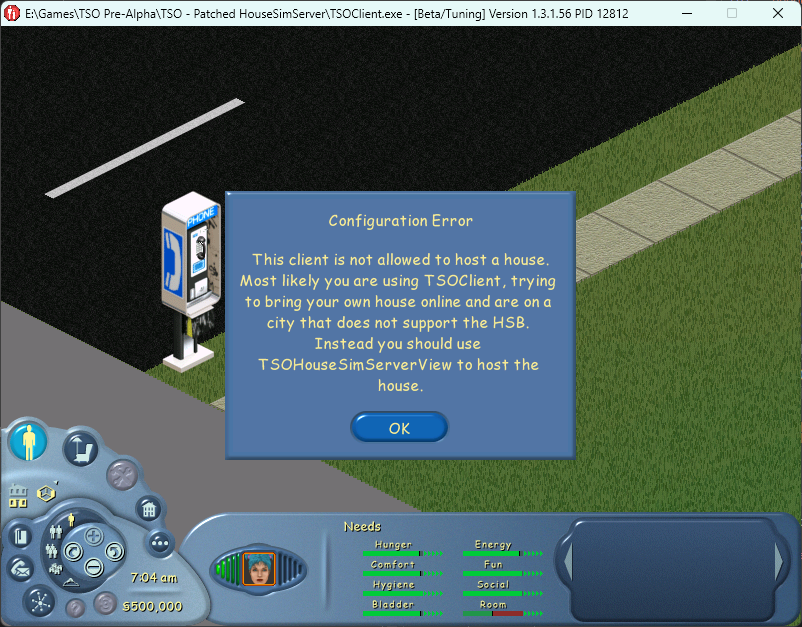 E:\Games\TSO Pre-Alpha\TSO - Patched HouseSimServer\TSOClient.exe - [Beta/Tuning] Version 1.3.1.56 PID 12812
PHONE
Configuration Error
This client is not allowed to host a house.
Most likely you are using TSOClient, trying
to bring your own house online and are on a
city that does not support the HSB.
Instead you should use
TSOHouseSimServerView to host the
house.
OK
Needs
Hunger
Energy
Comfort
Fun
Hygiene
Social
Bladder
Room
7:04 am
§500,000